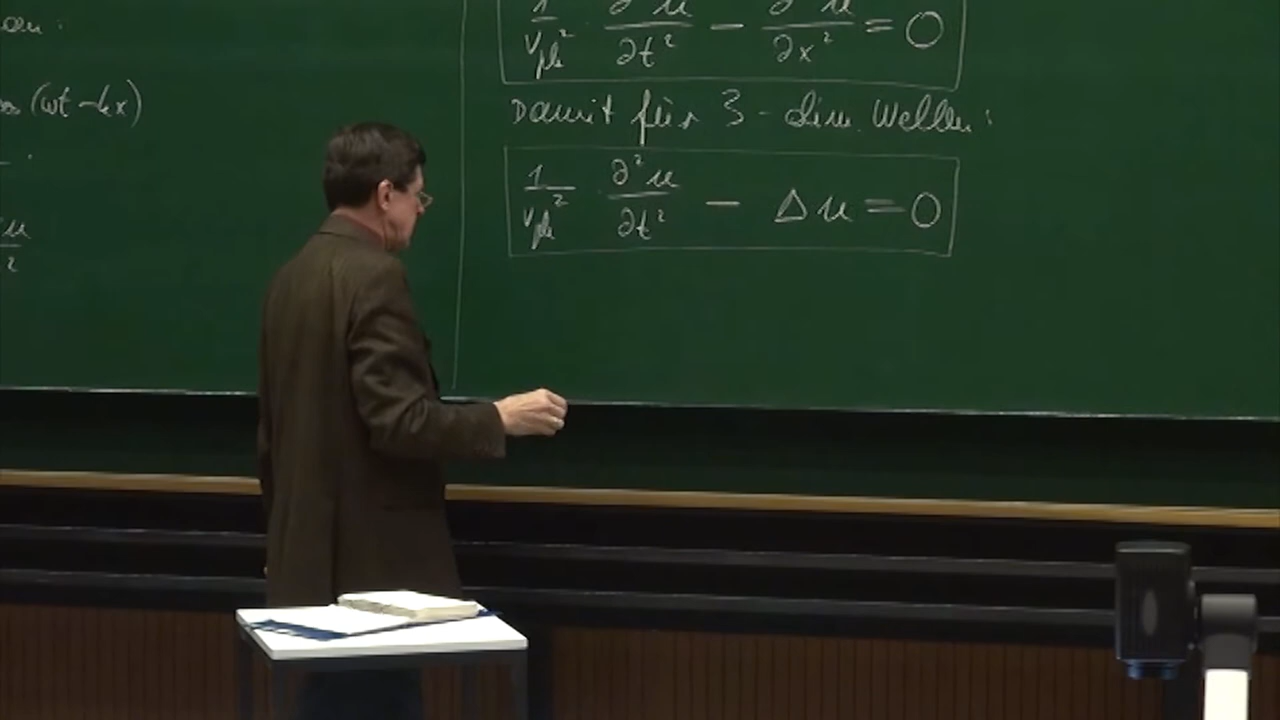 (ωt - kx)
u
2
1/v_ph² · ∂²u/∂t² - ∂²u/∂x² = 0
Damit für 3-dim. Wellen:
1/v_ph² · ∂²u/∂t² - Δu = 0